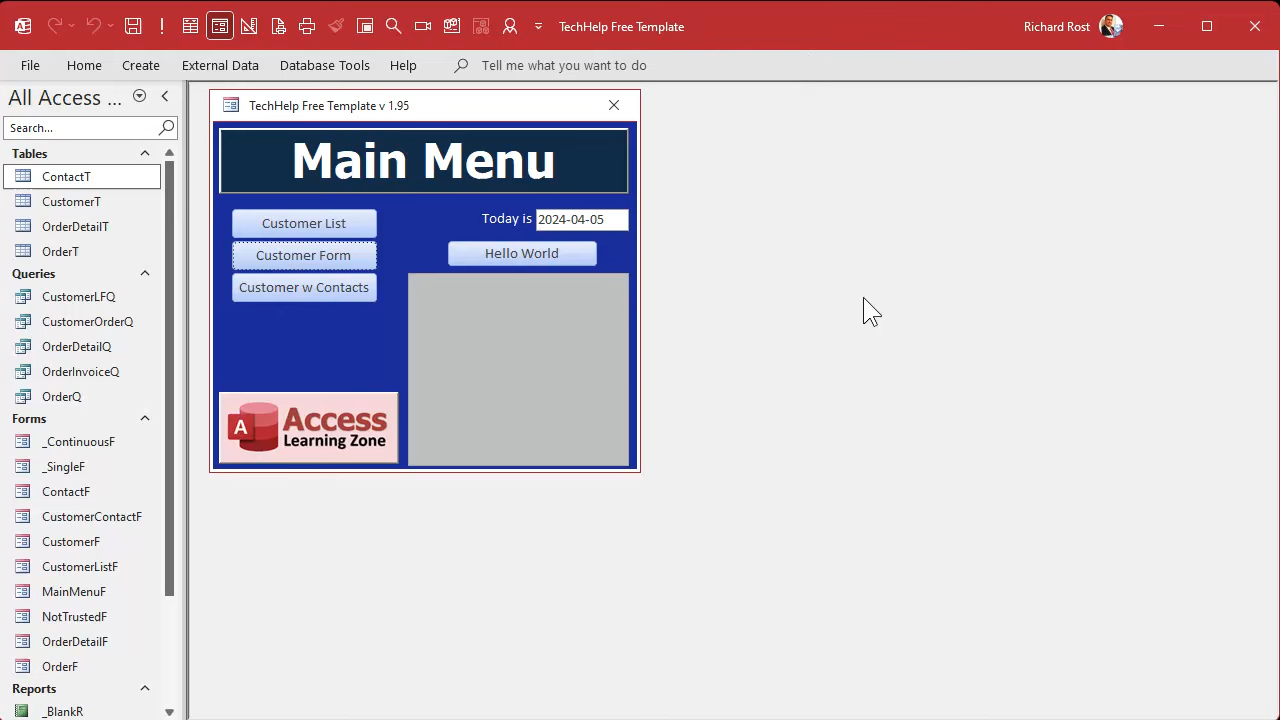 TechHelp Free Template
Richard Rost
File Home Create External Data Database Tools Help Tell me what you want to do
All Access ...
Search...
Tables
ContactT
CustomerT
OrderDetailT
OrderT
Queries
CustomerLFQ
CustomerOrderQ
OrderDetailQ
OrderInvoiceQ
OrderQ
Forms
_ContinuousF
_SingleF
ContactF
CustomerContactF
CustomerF
CustomerListF
MainMenuF
NotTrustedF
OrderDetailF
OrderF
Reports
_BlankR
TechHelp Free Template v 1.95
Main Menu
Customer List
Customer Form
Customer w Contacts
Today is 2024-04-05
Hello World
A Access
Learning Zone